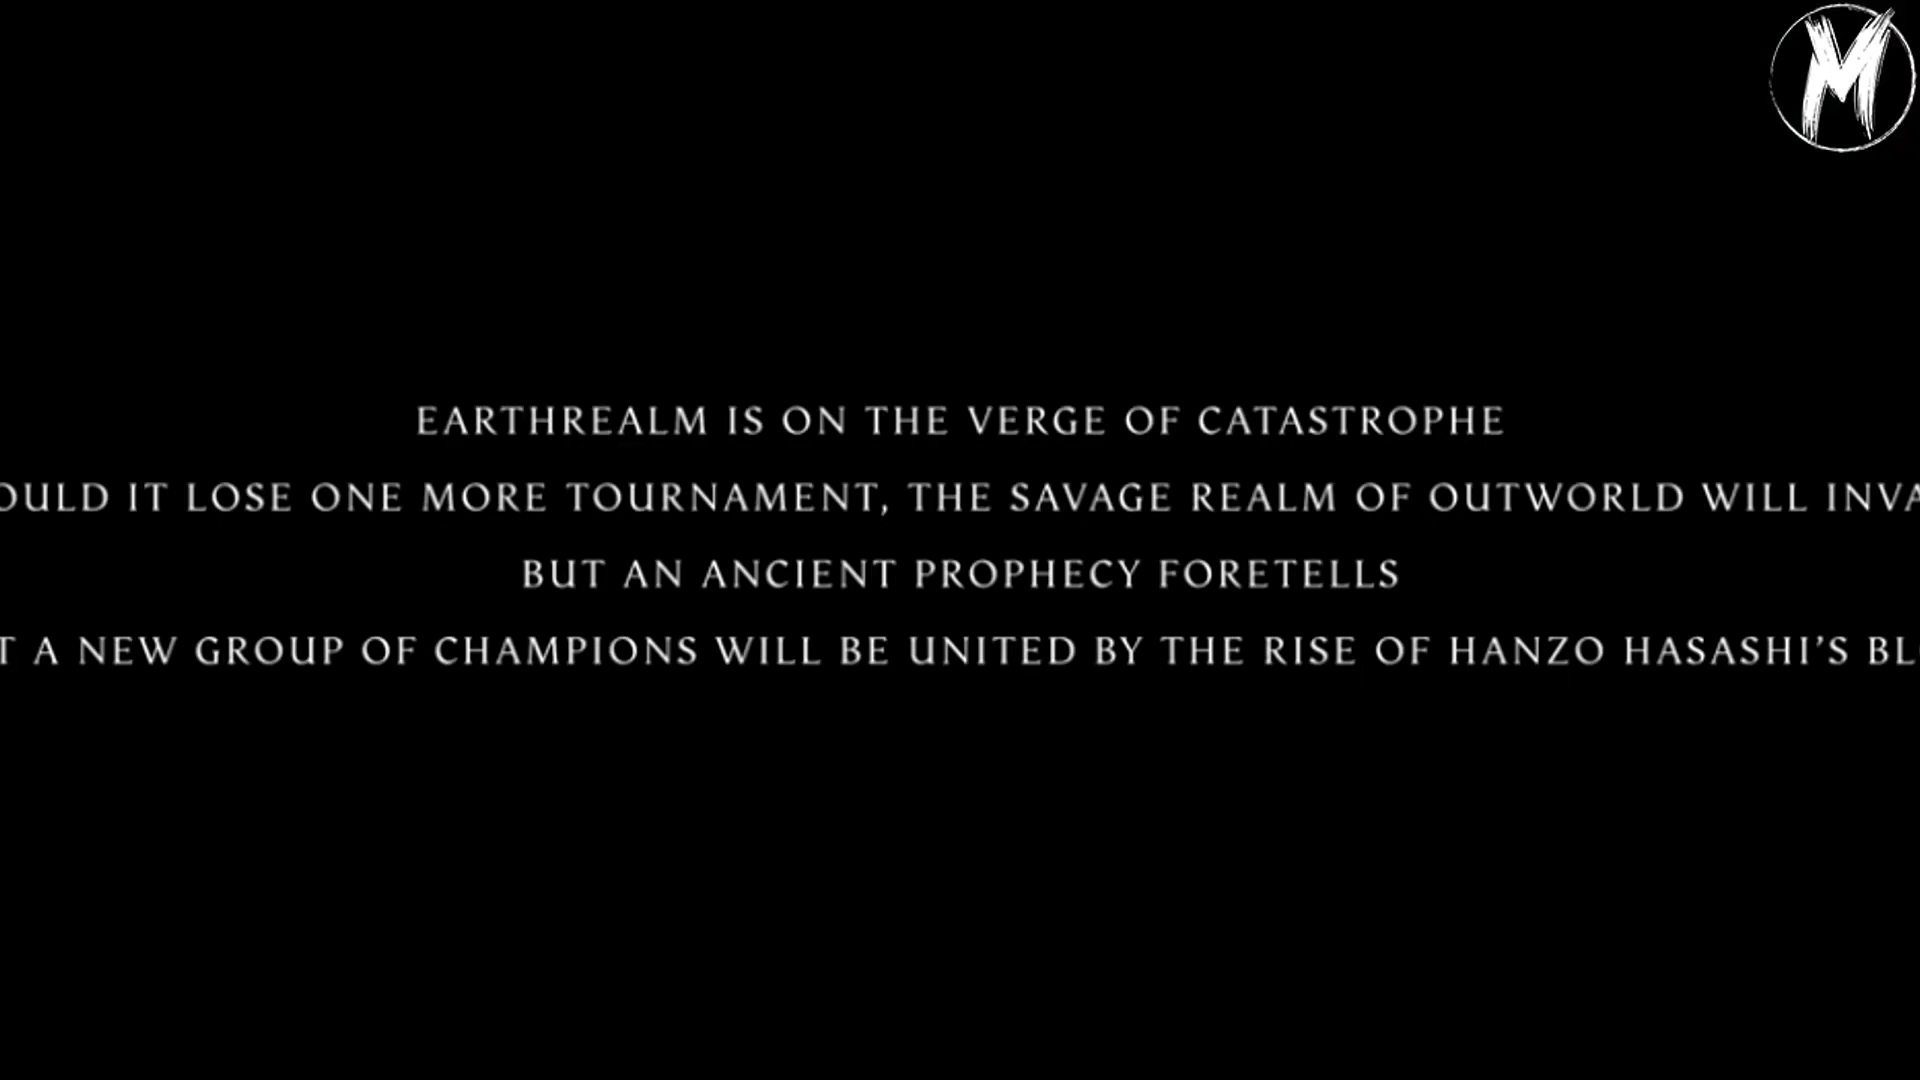 M
EARTHREALM IS ON THE VERGE OF CATASTROPHE
OULD IT LOSE ONE MORE TOURNAMENT, THE SAVAGE REALM OF OUTWORLD WILL INVA
BUT AN ANCIENT PROPHECY FORETELLS
T A NEW GROUP OF CHAMPIONS WILL BE UNITED BY THE RISE OF HANZO HASASHI’S BL